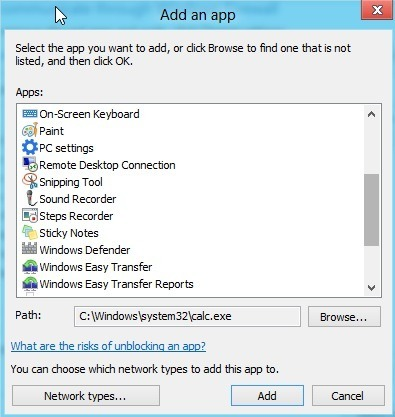 Add an app
Select the app you want to add, or click Browse to find one that is not
listed, and then click OK.
Apps:
On-Screen Keyboard
Paint
PC settings
Remote Desktop Connection
Snipping Tool
Sound Recorder
Steps Recorder
Sticky Notes
Windows Defender
Windows Easy Transfer
Windows Easy Transfer Reports
Path: C:\Windows\system32\calc.exe Browse...
What are the risks of unblocking an app?
You can choose which network types to add this app to.
Network types... Add Cancel